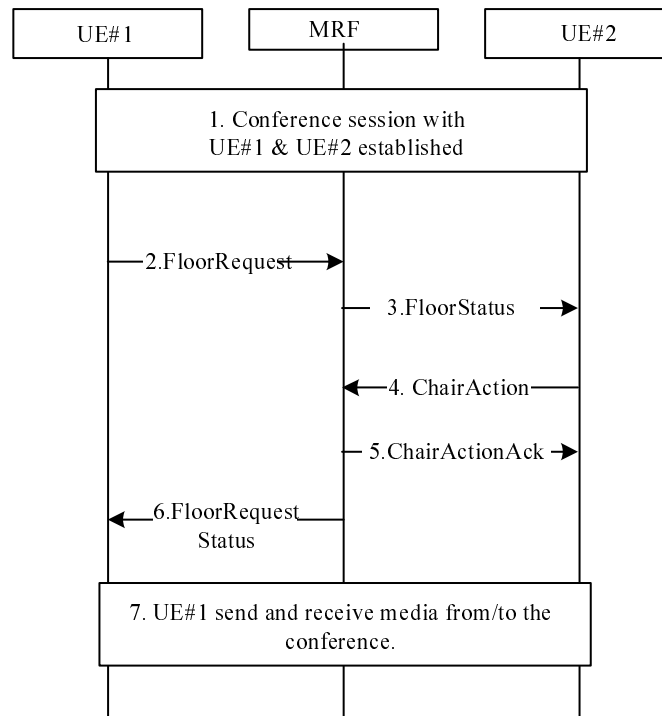 UE#1
MRF
UE#2
1. Conference session with
UE#1 & UE#2 established
2.FloorRequest
3.FloorStatus
4. ChairAction
5.ChairActionAck
6.FloorRequest
Status
7. UE#1 send and receive media from/to the
conference.